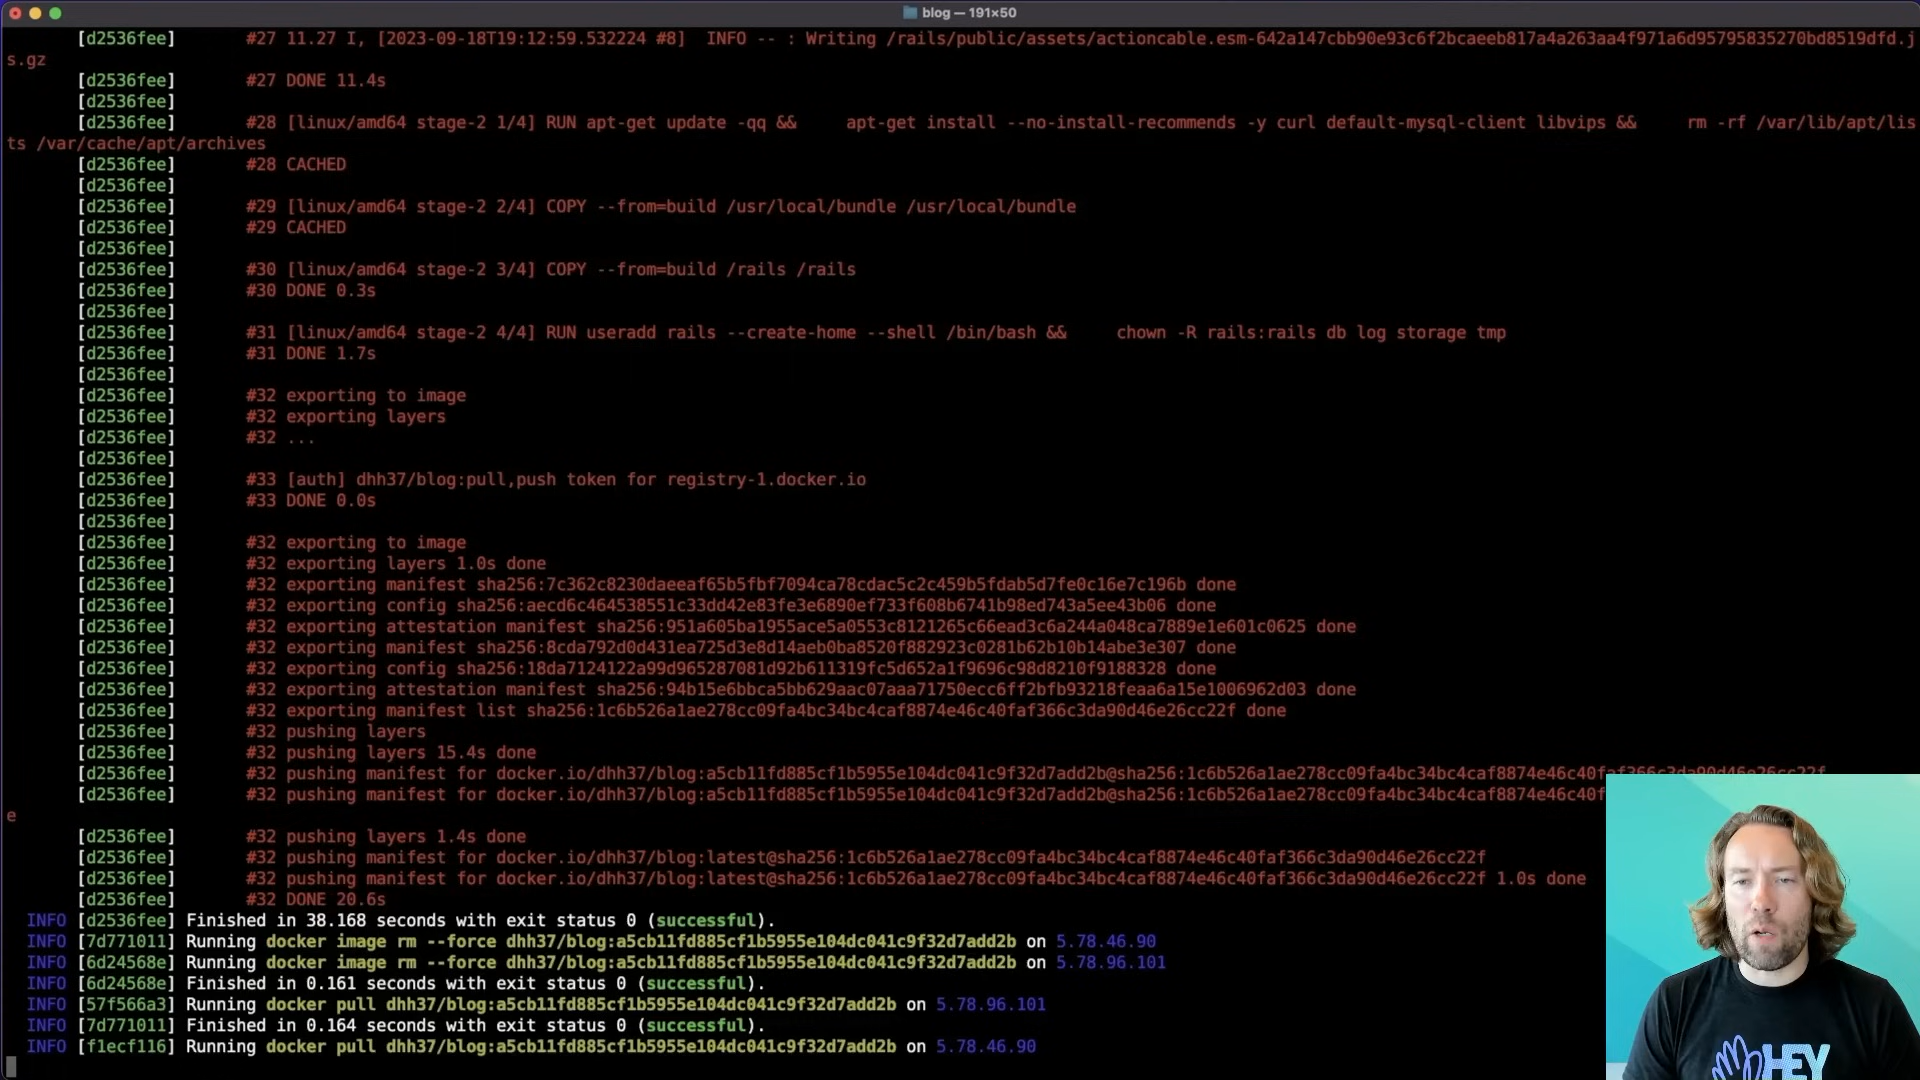 blog — 191×50
[d2536fee] #27 11.27 I, [2023-09-18T19:12:59.532224 #8]  INFO -- : Writing /rails/public/assets/actioncable.esm-642a147cbb90e93c6f2bcaeeb817a4a263aa4f971a6d95795835270bd8519dfd.j
s.gz
[d2536fee] #27 DONE 11.4s
[d2536fee]
[d2536fee] #28 [linux/amd64 stage-2 1/4] RUN apt-get update -qq &&     apt-get install --no-install-recommends -y curl default-mysql-client libvips &&     rm -rf /var/lib/apt/lis
ts /var/cache/apt/archives
[d2536fee] #28 CACHED
[d2536fee]
[d2536fee] #29 [linux/amd64 stage-2 2/4] COPY --from=build /usr/local/bundle /usr/local/bundle
[d2536fee] #29 CACHED
[d2536fee]
[d2536fee] #30 [linux/amd64 stage-2 3/4] COPY --from=build /rails /rails
[d2536fee] #30 DONE 0.3s
[d2536fee]
[d2536fee] #31 [linux/amd64 stage-2 4/4] RUN useradd rails --create-home --shell /bin/bash &&     chown -R rails:rails db log storage tmp
[d2536fee] #31 DONE 1.7s
[d2536fee]
[d2536fee] #32 exporting to image
[d2536fee] #32 exporting layers
[d2536fee] #32 ...
[d2536fee]
[d2536fee] #33 [auth] dhh37/blog:pull,push token for registry-1.docker.io
[d2536fee] #33 DONE 0.0s
[d2536fee]
[d2536fee] #32 exporting to image
[d2536fee] #32 exporting layers 1.0s done
[d2536fee] #32 exporting manifest sha256:7c362c8230daeeaf65b5fbf7094ca78cdac5c2c459b5fdab5d7fe0c16e7c196b done
[d2536fee] #32 exporting config sha256:aecd6c464538551c33dd42e83fe3e6890ef733f608b6741b98ed743a5ee43b06 done
[d2536fee] #32 exporting attestation manifest sha256:951a605ba1955ace5a0553c8121265c66ead3c6a244a048ca7889e1e601c0625 done
[d2536fee] #32 exporting manifest sha256:8cda792d0d431ea725d3e8d14aeb0ba8520f882923c0281b62b10b14abe3e307 done
[d2536fee] #32 exporting config sha256:18da7124122a99d965287081d92b611319fc5d652a1f9696c98d8210f9188328 done
[d2536fee] #32 exporting attestation manifest sha256:94b15e6bbca5bb629aac07aaa71750ecc6ff2bfb93218feaa6a15e1006962d03 done
[d2536fee] #32 exporting manifest list sha256:1c6b526a1ae278cc09fa4bc34bc4caf8874e46c40faf366c3da90d46e26cc22f done
[d2536fee] #32 pushing layers
[d2536fee] #32 pushing layers 15.4s done
[d2536fee] #32 pushing manifest for docker.io/dhh37/blog:a5cb11fd885cf1b5955e104dc041c9f32d7add2b@sha256:1c6b526a1ae278cc09fa4bc34bc4caf8874e46c40faf366c3da90d46e26cc22f
[d2536fee] #32 pushing manifest for docker.io/dhh37/blog:a5cb11fd885cf1b5955e104dc041c9f32d7add2b@sha256:1c6b526a1ae278cc09fa4bc34bc4caf8874e46c40f
e
[d2536fee] #32 pushing layers 1.4s done
[d2536fee] #32 pushing manifest for docker.io/dhh37/blog:latest@sha256:1c6b526a1ae278cc09fa4bc34bc4caf8874e46c40faf366c3da90d46e26cc22f
[d2536fee] #32 pushing manifest for docker.io/dhh37/blog:latest@sha256:1c6b526a1ae278cc09fa4bc34bc4caf8874e46c40faf366c3da90d46e26cc22f 1.0s done
[d2536fee] #32 DONE 20.6s
INFO [d2536fee] Finished in 38.168 seconds with exit status 0 (successful).
INFO [7d771011] Running docker image rm --force dhh37/blog:a5cb11fd885cf1b5955e104dc041c9f32d7add2b on 5.78.46.90
INFO [6d24568e] Running docker image rm --force dhh37/blog:a5cb11fd885cf1b5955e104dc041c9f32d7add2b on 5.78.96.101
INFO [6d24568e] Finished in 0.161 seconds with exit status 0 (successful).
INFO [57f566a3] Running docker pull dhh37/blog:a5cb11fd885cf1b5955e104dc041c9f32d7add2b on 5.78.96.101
INFO [7d771011] Finished in 0.164 seconds with exit status 0 (successful).
INFO [f1ecf116] Running docker pull dhh37/blog:a5cb11fd885cf1b5955e104dc041c9f32d7add2b on 5.78.46.90
HEY